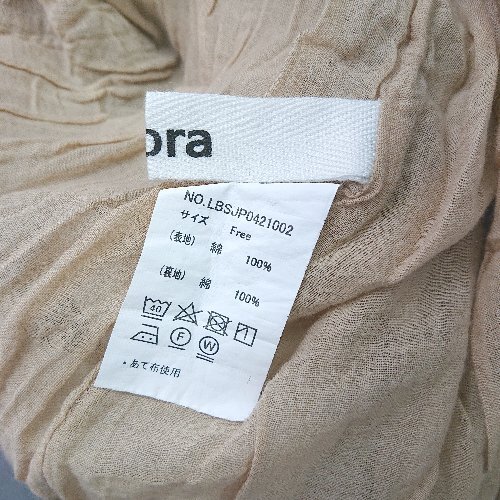 ora
NO.LBSJP0421002
サイズ Free
(表地) 綿 100%
(裏地) 綿 100%
40
F W
.あて布使用